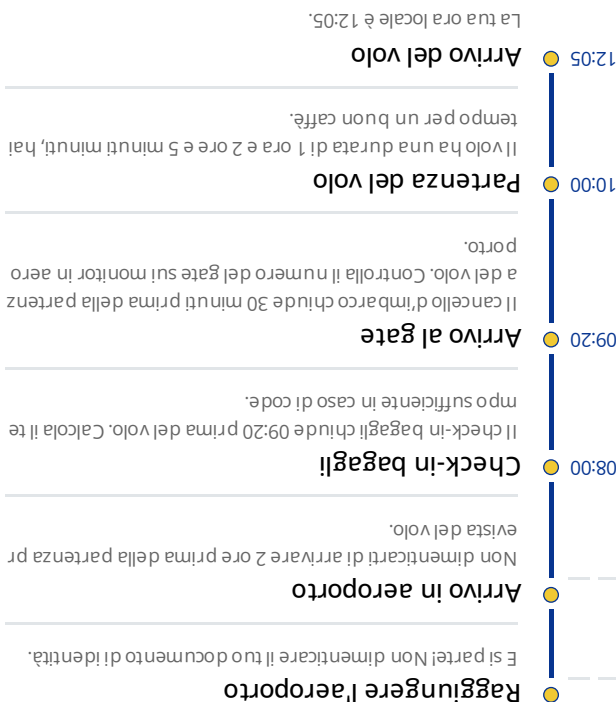 Raggiungere l'aeroporto
E si parte! Non dimenticare il tuo documento di identità.
Arrivo in aeroporto
Non dimenticarti di arrivare 2 ore prima della partenza pr
evista del volo.
08:00 Check-in bagagli
Il check-in bagagli chiude 09:20 prima del volo. Calcola il te
mpo sufficiente in caso di code.
09:20 Arrivo al gate
Il cancello d'imbarco chiude 30 minuti prima della partenz
a del volo. Controlla il numero del gate sui monitor in aero
porto.
10:00 Partenza del volo
Il volo ha una durata di 1 ora e 2 ore e 5 minuti minuti, hai
tempo per un buon caffè.
12:05 Arrivo del volo
La tua ora locale è 12:05.